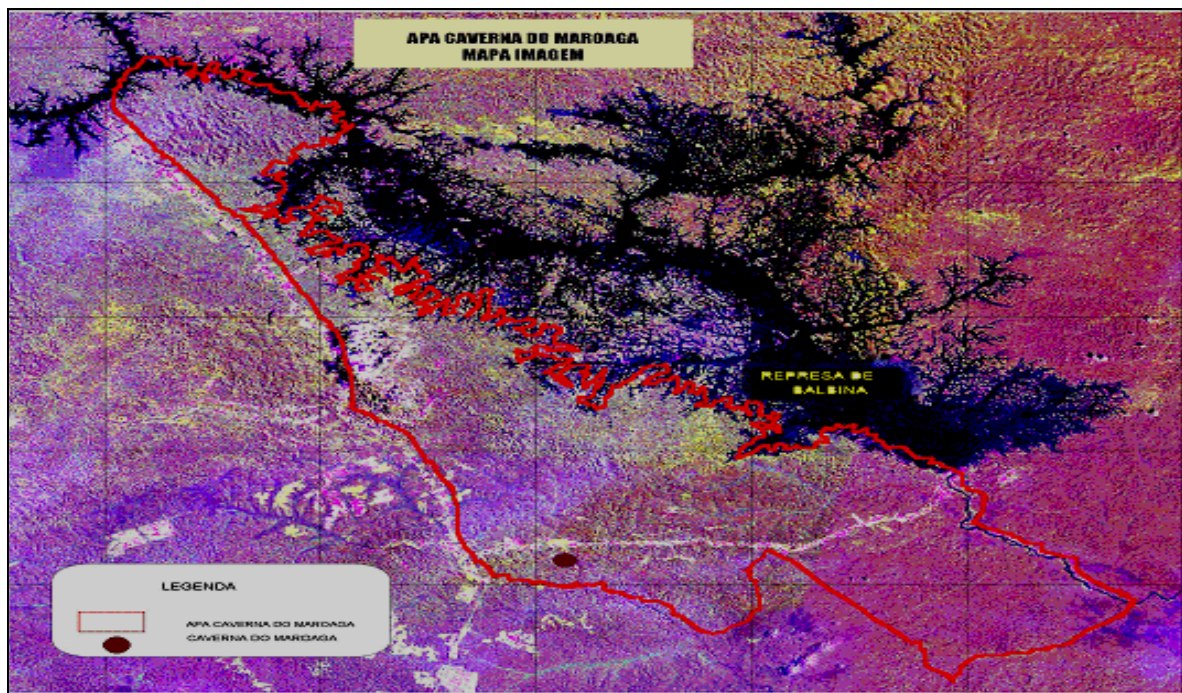 APA CAVERNA DO MAROAGA
MAPA IMAGEM
REPRESA DE
BALBINA
LEGENDA
APA CAVERNA DO MAROAGA
CAVERNA DO MAROAGA